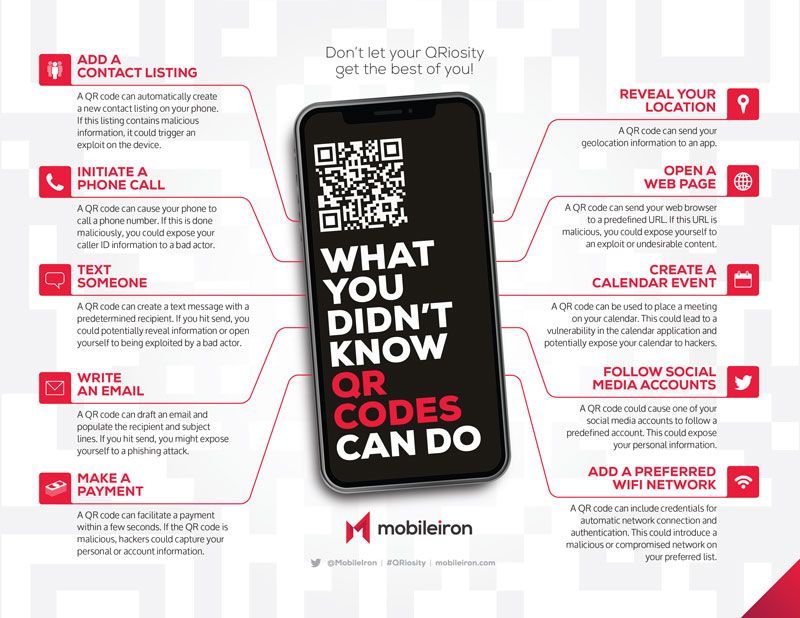 Don't let your QRiosity
get the best of you!
ADD A
CONTACT LISTING
A QR code can automatically create
a new contact listing on your phone.
If this listing contains malicious
information, it could trigger an
exploit on the device.
INITIATE A
PHONE CALL
A QR code can cause your phone to
call a phone number. If this is done
maliciously, you could expose your
caller ID information to a bad actor.
TEXT
SOMEONE
A QR code can create a text message with a
predetermined recipient. If you hit send, you
could potentially reveal information or open
yourself to being exploited by a bad actor.
WRITE
AN EMAIL
A QR code can draft an email and
populate the recipient and subject
lines. If you hit send, you might expose
yourself to a phishing attack.
MAKE A
PAYMENT
A QR code can facilitate a payment
within a few seconds. If the QR code is
malicious, hackers could capture your
personal or account information.
WHAT
YOU
DIDN'T
KNOW
QR
CODES
CAN DO
REVEAL YOUR
LOCATION
A QR code can send your
geolocation information to an app.
OPEN A
WEB PAGE
A QR code can send your web browser
to a predefined URL. If this URL is
malicious, you could expose yourself to
an exploit or undesirable content.
CREATE A
CALENDAR EVENT
A QR code can be used to place a meeting
on your calendar. This could lead to a
vulnerability in the calendar application and
potentially expose your calendar to hackers.
FOLLOW SOCIAL
MEDIA ACCOUNTS
A QR code could cause one of your
social media accounts to follow a
predefined account. This could expose
your personal information.
ADD A PREFERRED
WIFI NETWORK
A QR code can include credentials for
automatic network connection and
authentication. This could introduce a
malicious or compromised network on
your preferred list.
mobileiron
@MobileIron | #QRiosity | mobileiron.com